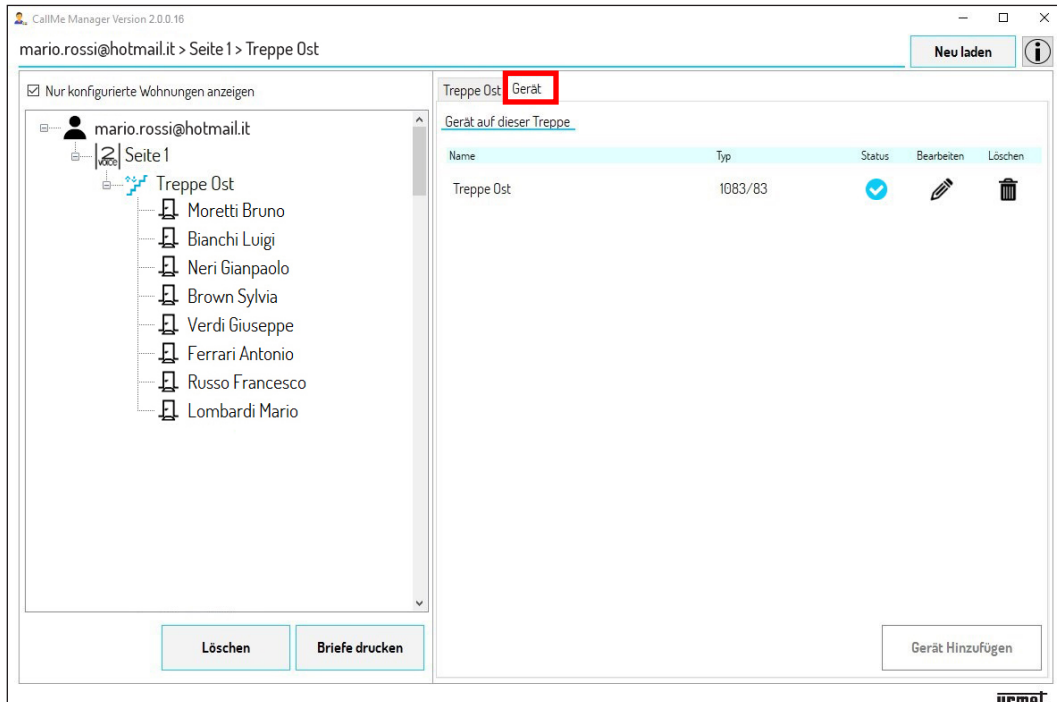 CallMe Manager Version 2.0.0.16
mario.rossi@hotmail.it > Seite 1 > Treppe Ost
Neu laden
Nur konfigurierte Wohnungen anzeigen
mario.rossi@hotmail.it
2 Voice Seite 1
Treppe Ost
Moretti Bruno
Bianchi Luigi
Neri Gianpaolo
Brown Sylvia
Verdi Giuseppe
Ferrari Antonio
Russo Francesco
Lombardi Mario
Löschen Briefe drucken
Treppe Ost Gerät
Gerät auf dieser Treppe
Name Typ Status Bearbeiten Löschen
Treppe Ost 1083/83
Gerät Hinzufügen